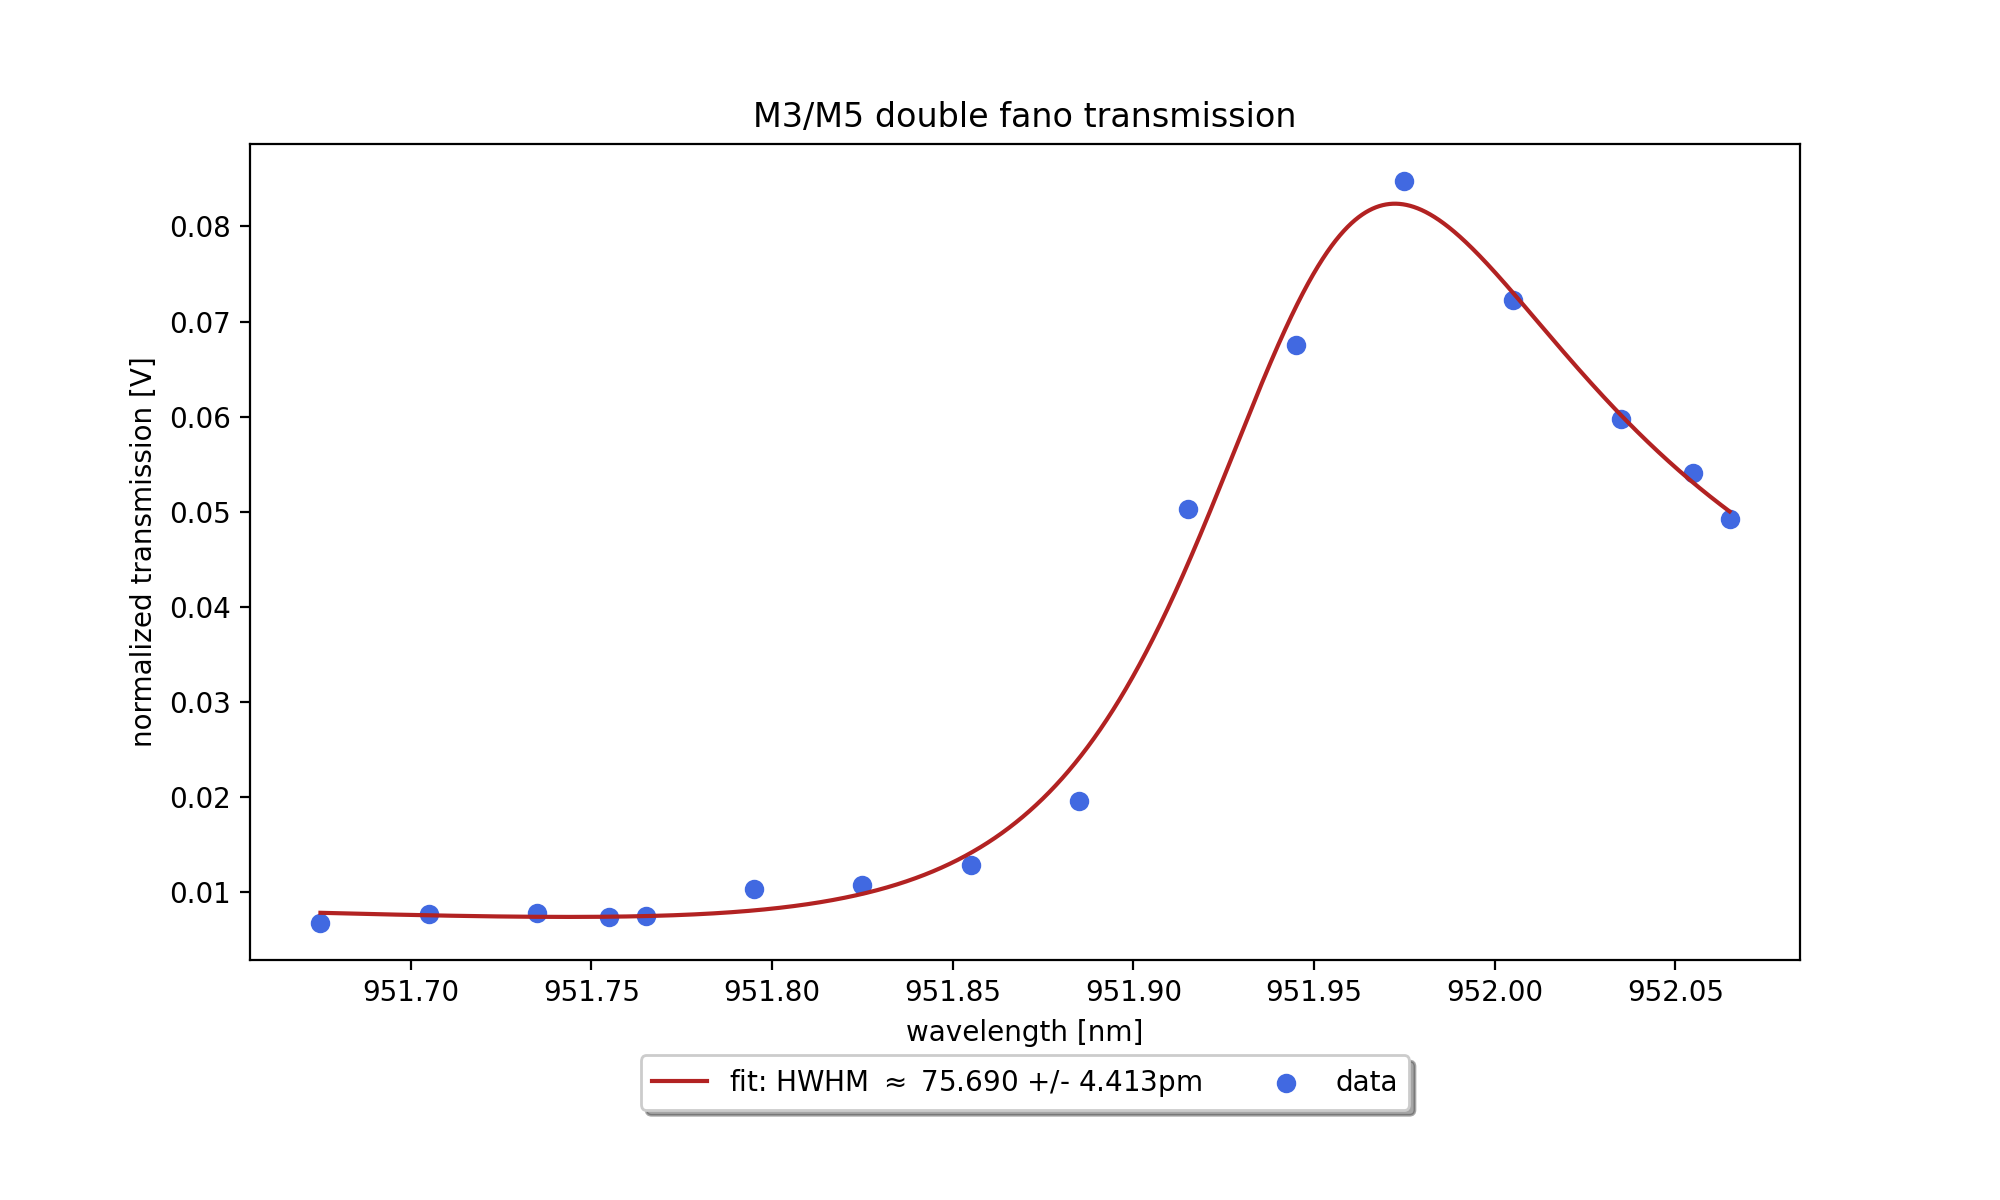 M3/M5 double fano transmission
normalized transmission [V]
0.08
0.07
0.06
0.05
0.04
0.03
0.02
0.01
951.70 951.75 951.80 951.85 951.90 951.95 952.00 952.05
wavelength [nm]
fit: HWHM ≈ 75.690 +/- 4.413pm data